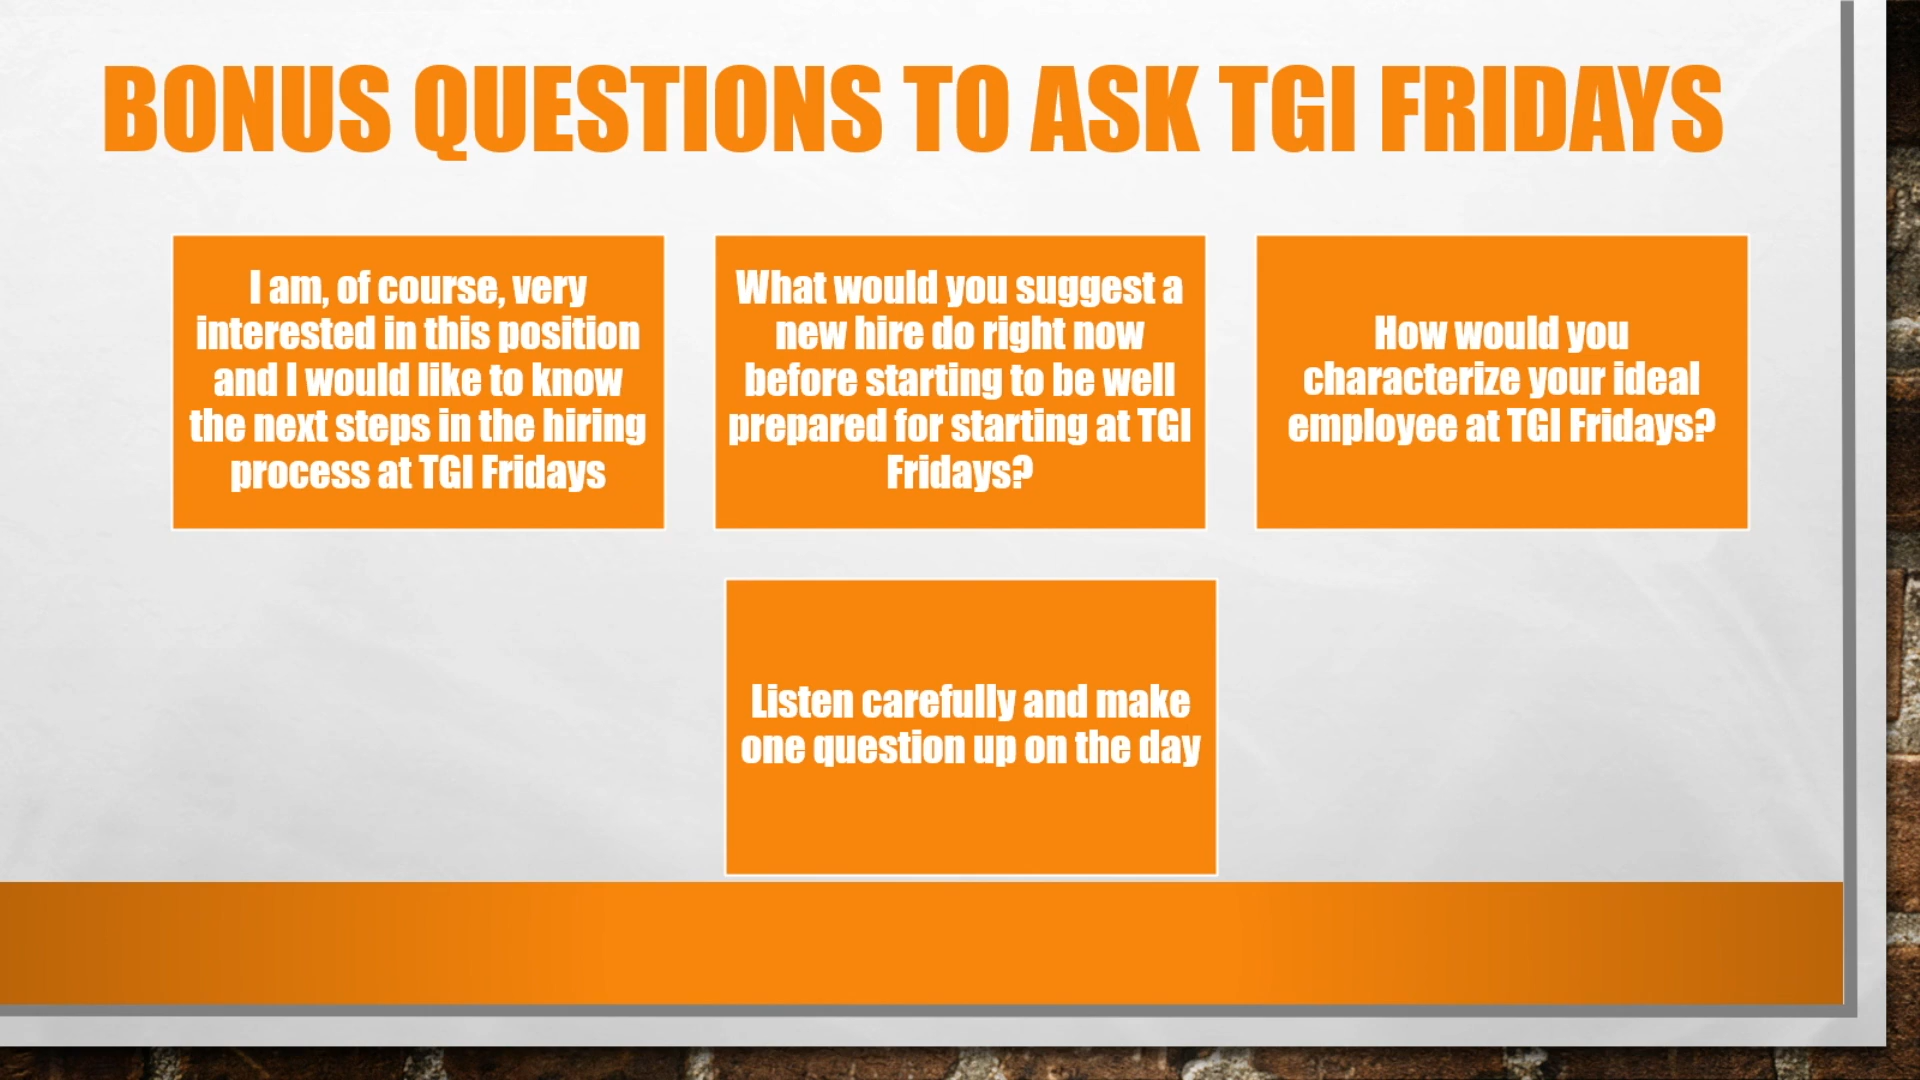 BONUS QUESTIONS TO ASK TGI FRIDAYS
I am, of course, very
interested in this position
and I would like to know
the next steps in the hiring
process at TGI Fridays
What would you suggest a
new hire do right now
before starting to be well
prepared for starting at TGI
Fridays?
How would you
characterize your ideal
employee at TGI Fridays?
Listen carefully and make
one question up on the day